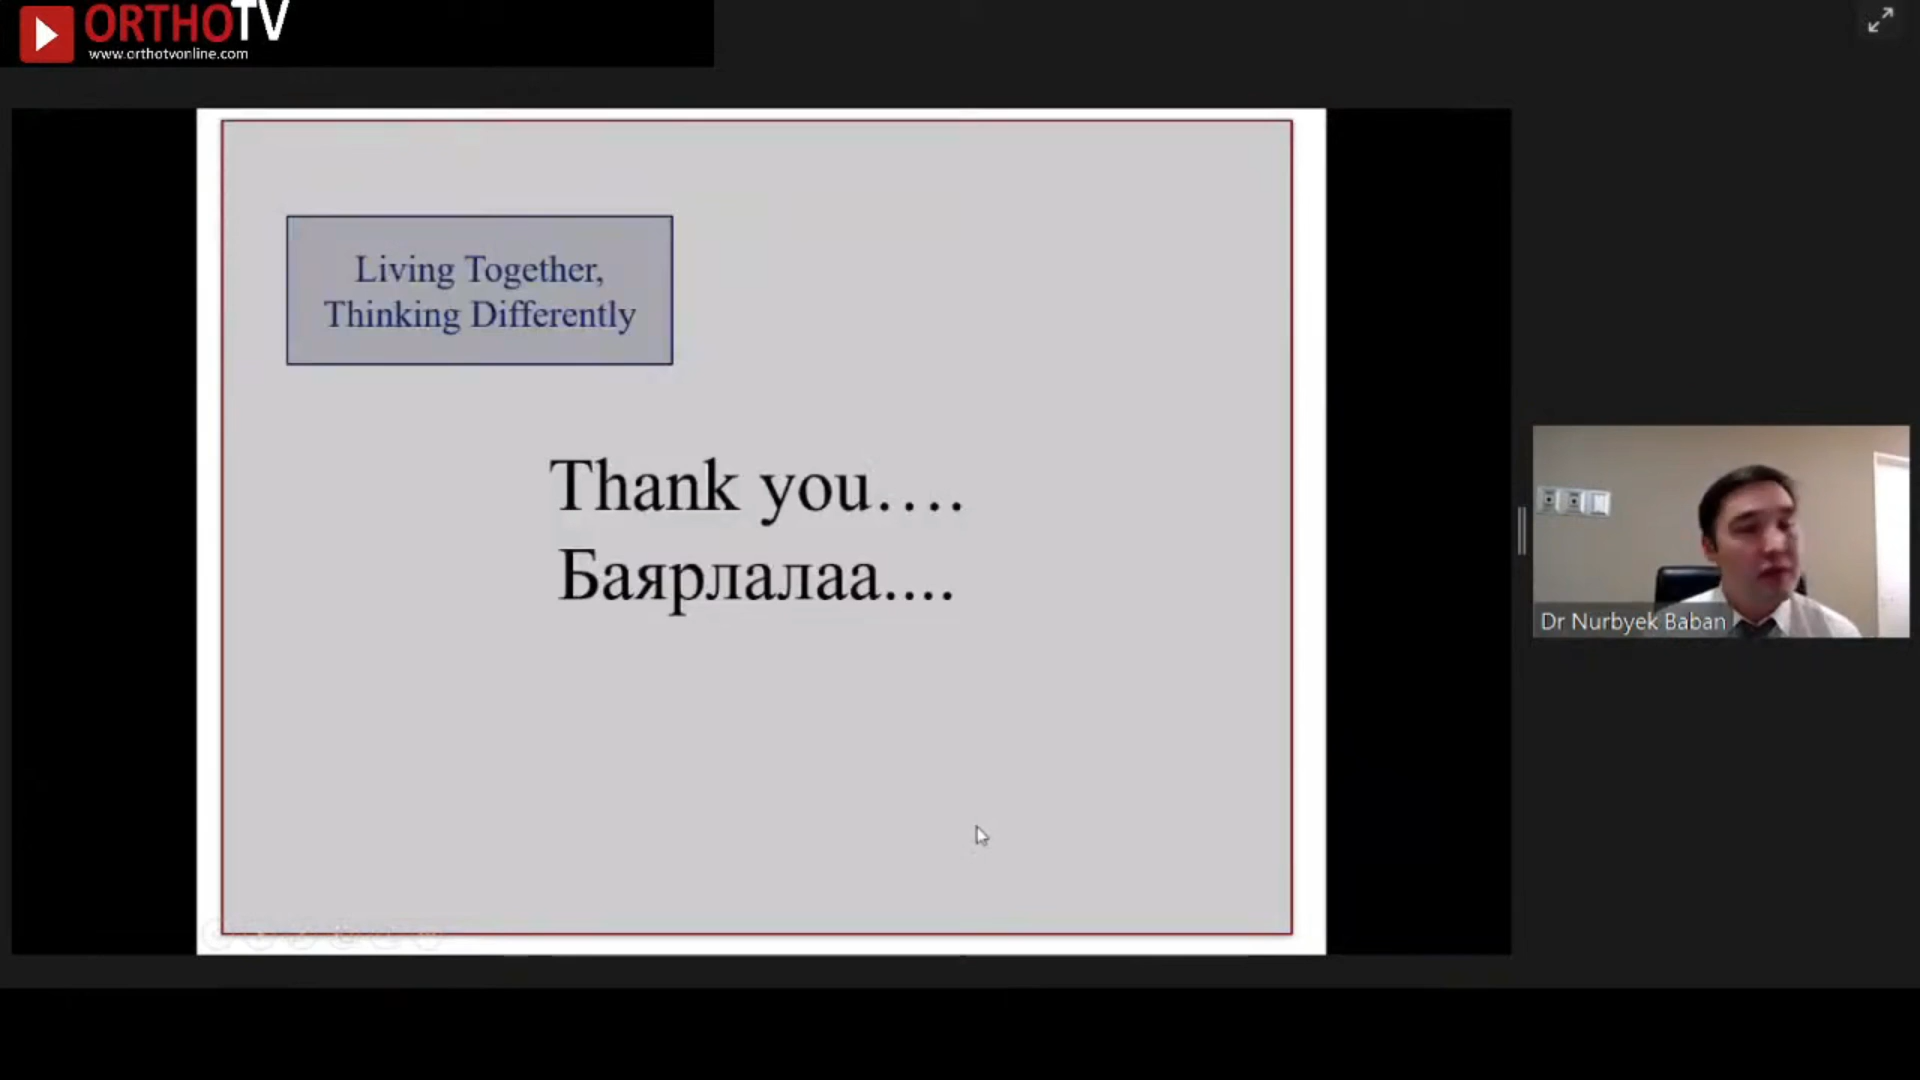 ORTHOTV
www.orthotvonline.com
Living Together,
Thinking Differently
Thank you....
Баярлалаа....
Dr Nurbyek Baban